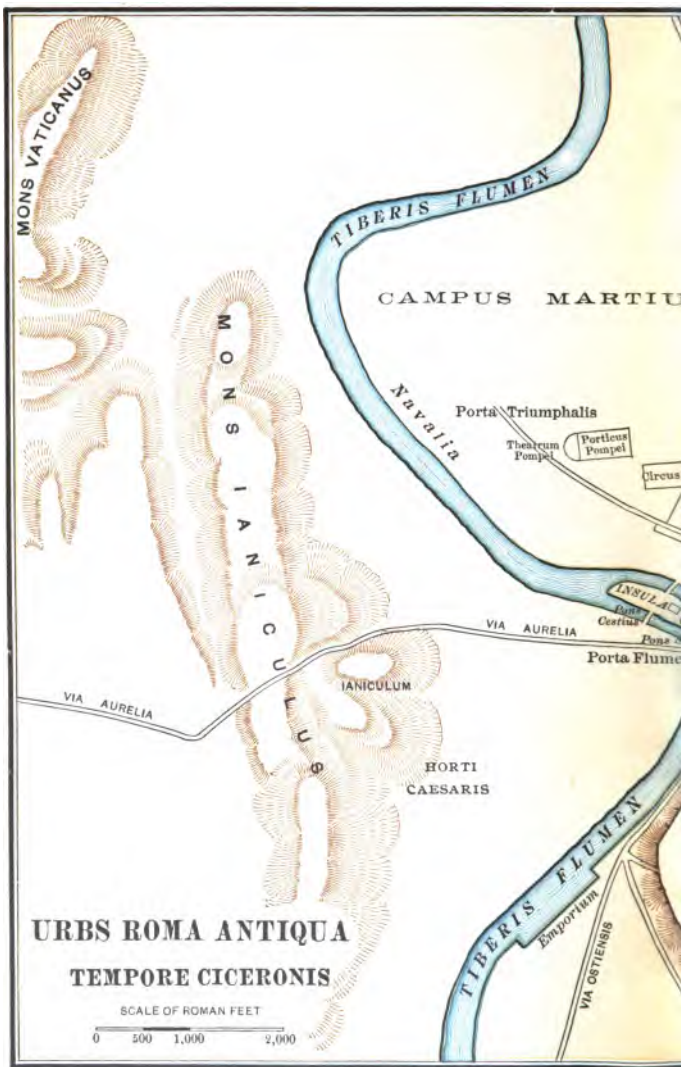 MONS VATICANUS
TIBERIS FLUMEN
CAMPUS MARTIU
MONS IANICULUS
Navalia
Porta Triumphalis
Theatrum
Pompei
Porticus
Pompei
Circus
INSULA
Pons
Cestius
VIA AURELIA
Pons
Porta Flume
VIA AURELIA
IANICULUM
HORTI
CAESARIS
TIBERIS FLUMEN
Emporium
VIA OSTIENSIS
URBS ROMA ANTIQUA
TEMPORE CICERONIS
SCALE OF ROMAN FEET
0 500 1,000 2,000